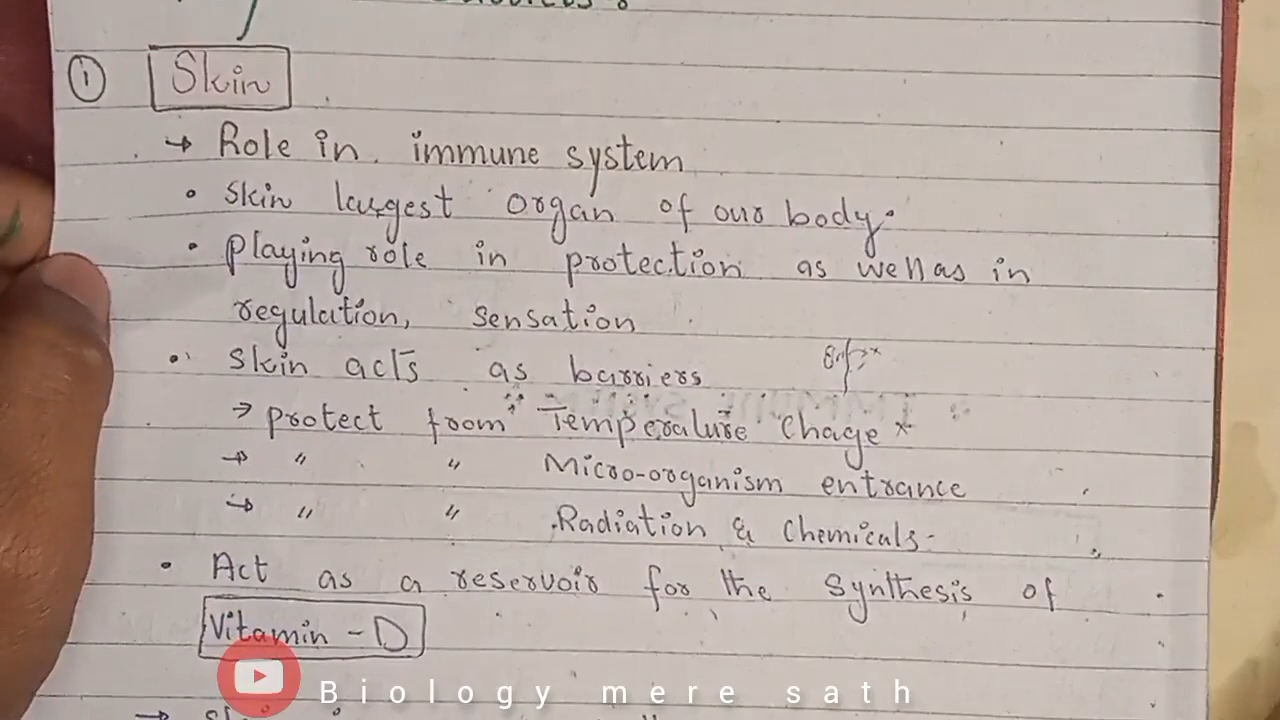 ① Skin
→ Role in immune system
• Skin largest organ of our body.
• Playing role in protection as well as in
regulation, sensation
• Skin acts as barriers
→ protect from Temperature Chage
→ " " Micro-organism entrance
→ " " Radiation & Chemicals.
• Act as a reservoir for the synthesis of
Vitamin - D
Biology mere sath